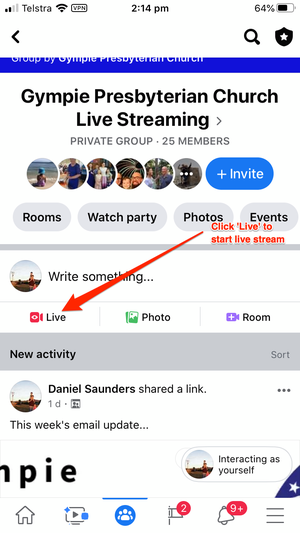 Telstra VPN 2:14 pm 64%
Group by Gympie Presbyterian Church
Gympie Presbyterian Church
Live Streaming >
PRIVATE GROUP · 25 MEMBERS
+ Invite
Rooms Watch party Photos Events
Click 'Live' to
start live stream
Write something...
Live Photo Room
New activity Sort
Daniel Saunders shared a link.
1 d ·
This week's email update...
mpie
Interacting as
yourself
2 9+